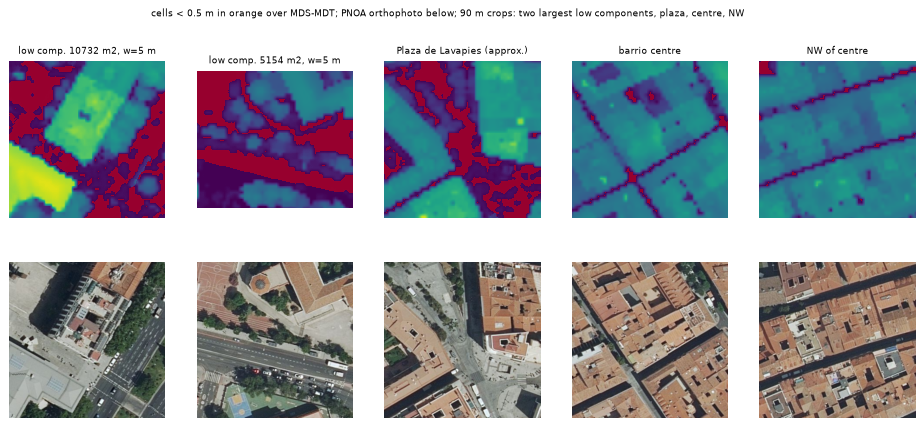 cells < 0.5 m in orange over MDS-MDT; PNOA orthophoto below; 90 m crops: two largest low components, plaza, centre, NW
low comp. 10732 m2, w=5 m
low comp. 5154 m2, w=5 m
Plaza de Lavapies (approx.)
barrio centre
NW of centre